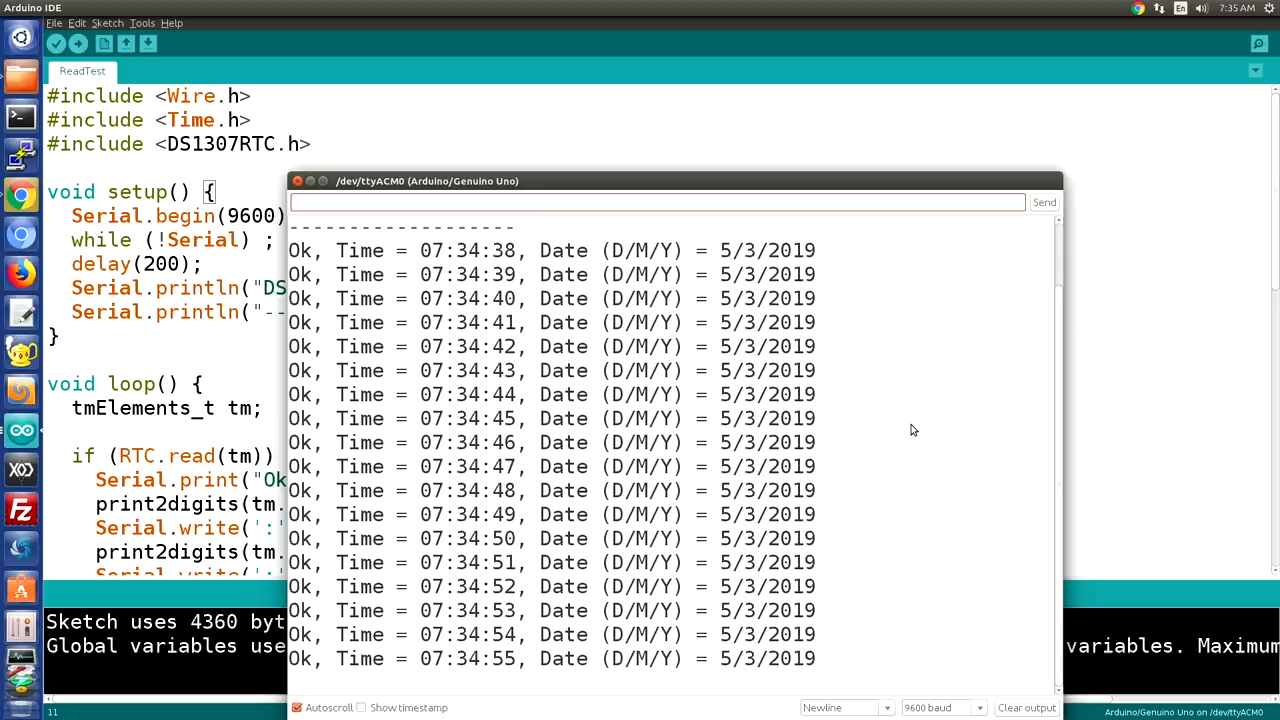 Arduino IDE
En
7:35 AM
File Edit Sketch Tools Help
ReadTest
#include <Wire.h>
#include <Time.h>
#include <DS1307RTC.h>
void setup() {
Serial.begin(9600)
while (!Serial) ;
delay(200);
Serial.println("DS
Serial.println("--
}
void loop() {
tmElements_t tm;
if (RTC.read(tm))
Serial.print("Ok
print2digits(tm.
Serial.write(':'
print2digits(tm.
Serial.write(':'
Sketch uses 4360 byt
Global variables use
variables. Maximum
/dev/ttyACM0 (Arduino/Genuino Uno)
Send
-------------------
Ok, Time = 07:34:38, Date (D/M/Y) = 5/3/2019
Ok, Time = 07:34:39, Date (D/M/Y) = 5/3/2019
Ok, Time = 07:34:40, Date (D/M/Y) = 5/3/2019
Ok, Time = 07:34:41, Date (D/M/Y) = 5/3/2019
Ok, Time = 07:34:42, Date (D/M/Y) = 5/3/2019
Ok, Time = 07:34:43, Date (D/M/Y) = 5/3/2019
Ok, Time = 07:34:44, Date (D/M/Y) = 5/3/2019
Ok, Time = 07:34:45, Date (D/M/Y) = 5/3/2019
Ok, Time = 07:34:46, Date (D/M/Y) = 5/3/2019
Ok, Time = 07:34:47, Date (D/M/Y) = 5/3/2019
Ok, Time = 07:34:48, Date (D/M/Y) = 5/3/2019
Ok, Time = 07:34:49, Date (D/M/Y) = 5/3/2019
Ok, Time = 07:34:50, Date (D/M/Y) = 5/3/2019
Ok, Time = 07:34:51, Date (D/M/Y) = 5/3/2019
Ok, Time = 07:34:52, Date (D/M/Y) = 5/3/2019
Ok, Time = 07:34:53, Date (D/M/Y) = 5/3/2019
Ok, Time = 07:34:54, Date (D/M/Y) = 5/3/2019
Ok, Time = 07:34:55, Date (D/M/Y) = 5/3/2019
Autoscroll Show timestamp
Newline
9600 baud
Clear output
11
Arduino/Genuino Uno on /dev/ttyACM0